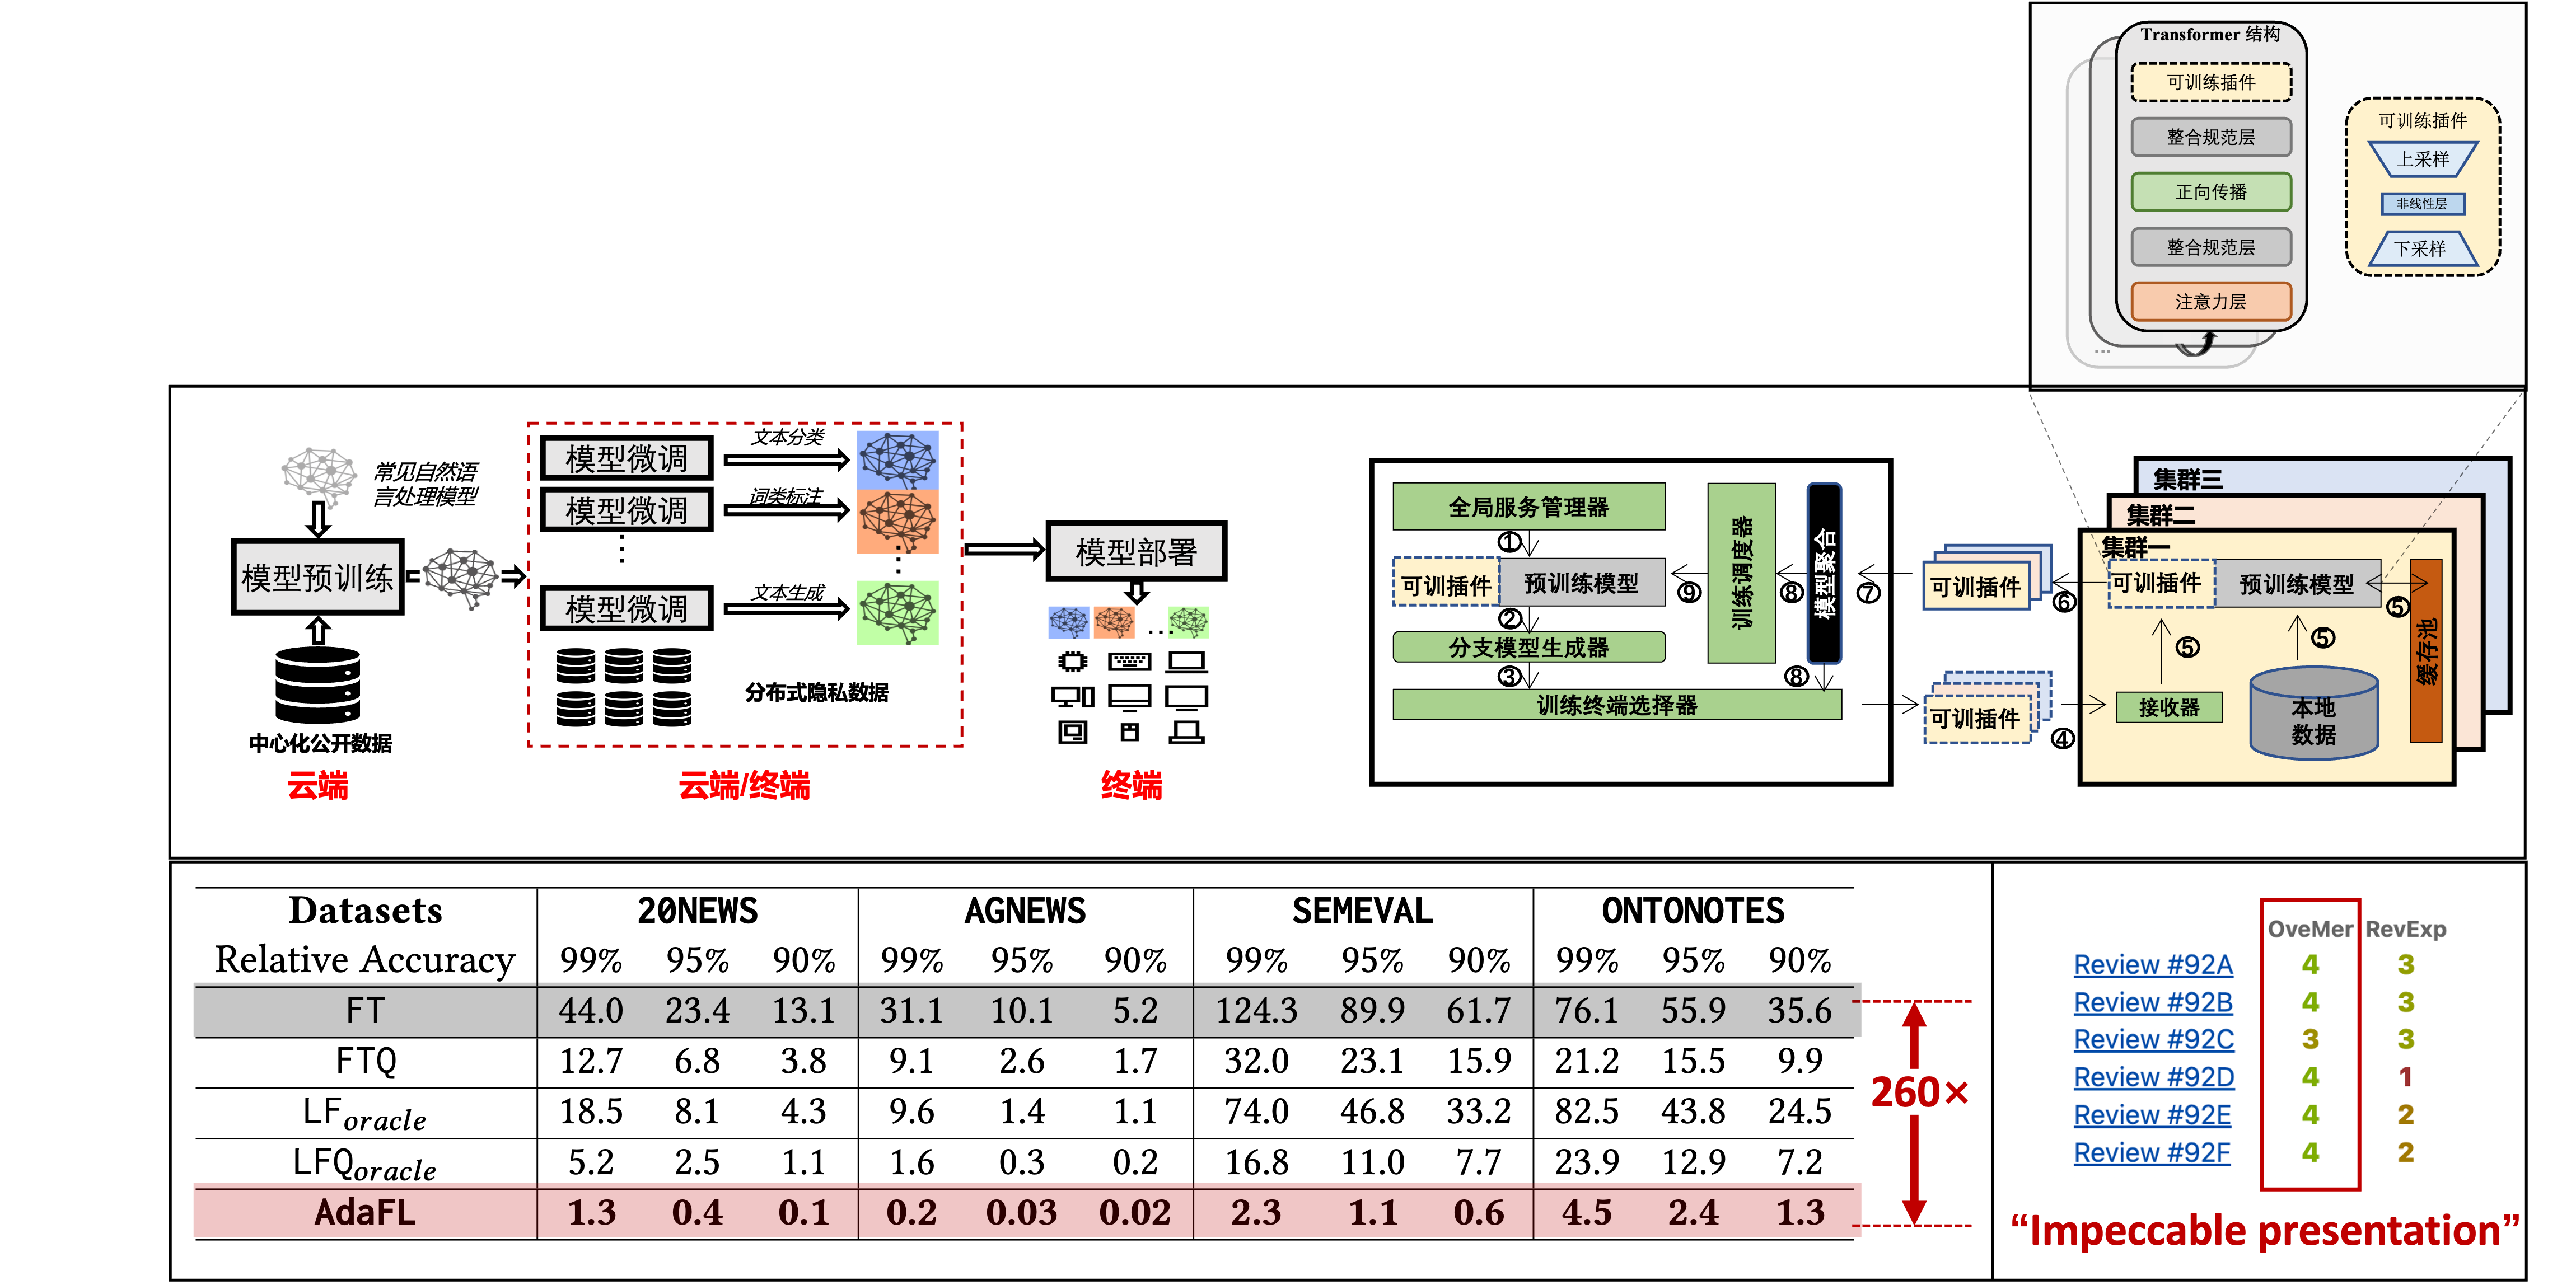 Transformer 结构
可训练插件
整合规范层
正向传播
整合规范层
注意力层
...
可训练插件
上采样
非线性层
下采样
常见自然语
言处理模型
模型预训练
中心化公开数据
云端
模型微调
文本分类
模型微调
词类标注
模型微调
文本生成
分布式隐私数据
云端/终端
模型部署
...
终端
全局服务管理器
①
可训插件
预训练模型
②
分支模型生成器
③
训练终端选择器
⑨
训练调度器
⑧
模型聚合
⑧
⑦
可训插件
⑥
可训插件
④
集群三
集群二
集群一
可训插件
预训练模型
⑤
⑤
⑤
接收器
本地
数据
缓存池
Datasets 20NEWS AGNEWS SEMEVAL ONTONOTES
Relative Accuracy 99% 95% 90% 99% 95% 90% 99% 95% 90% 99% 95% 90%
FT 44.0 23.4 13.1 31.1 10.1 5.2 124.3 89.9 61.7 76.1 55.9 35.6
FTQ 12.7 6.8 3.8 9.1 2.6 1.7 32.0 23.1 15.9 21.2 15.5 9.9
LForacle 18.5 8.1 4.3 9.6 1.4 1.1 74.0 46.8 33.2 82.5 43.8 24.5
LFQoracle 5.2 2.5 1.1 1.6 0.3 0.2 16.8 11.0 7.7 23.9 12.9 7.2
AdaFL 1.3 0.4 0.1 0.2 0.03 0.02 2.3 1.1 0.6 4.5 2.4 1.3
260×
OveMer RevExp
Review #92A 4 3
Review #92B 4 3
Review #92C 3 3
Review #92D 4 1
Review #92E 4 2
Review #92F 4 2
“Impeccable presentation”